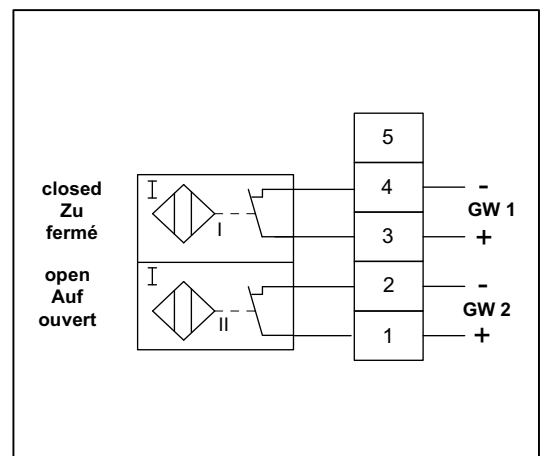 closed
Zu
fermé
open
Auf
ouvert
I
I
I
II
5
4
3
2
1
-
GW 1
+
-
GW 2
+